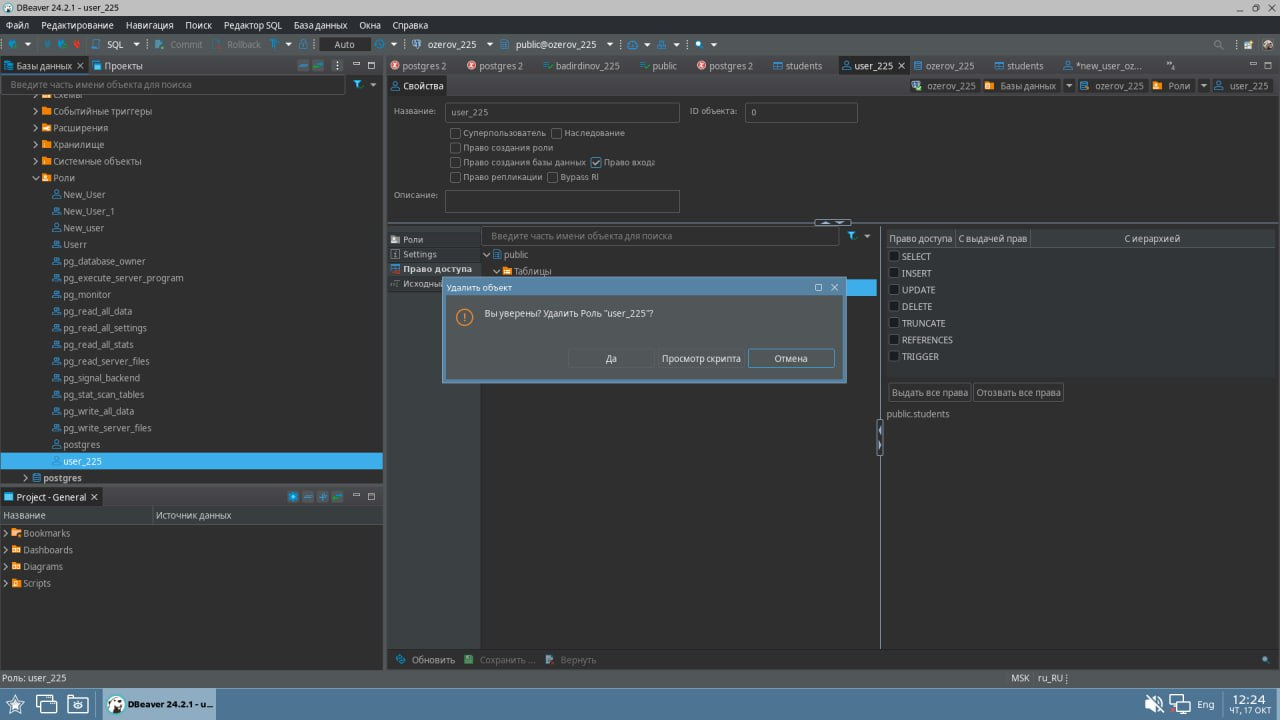 DBeaver 24.2.1 - user_225
Файл Редактирование Навигация Поиск Редактор SQL База данных Окна Справка
SQL Commit Rollback Auto ozerov_225 public@ozerov_225
Базы данных Проекты
postgres 2 postgres 2 badirdinov_225 public postgres 2 students user_225 ozerov_225 students *new_user_oz...
Введите часть имени объекта для поиска
Свойства ozerov_225 Базы данных ozerov_225 Роли user_225
Схемы
Событийные триггеры
Расширения
Хранилище
Системные объекты
Роли
New_User
New_User_1
New_user
Userr
pg_database_owner
pg_execute_server_program
pg_monitor
pg_read_all_data
pg_read_all_settings
pg_read_all_stats
pg_read_server_files
pg_signal_backend
pg_stat_scan_tables
pg_write_all_data
pg_write_server_files
postgres
user_225
postgres
Название: user_225 ID объекта: 0
Суперпользователь Наследование
Право создания роли
Право создания базы данных Право входа
Право репликации Bypass Rl
Описание:
Роли
Settings
Право доступа
Исходный
Введите часть имени объекта для поиска
public
Таблицы
Право доступа С выдачей прав С иерархией
SELECT
INSERT
UPDATE
DELETE
TRUNCATE
REFERENCES
TRIGGER
Выдать все права Отозвать все права
public.students
Удалить объект
Вы уверены? Удалить Роль "user_225"?
Да Просмотр скрипта Отмена
Project - General
Название Источник данных
Bookmarks
Dashboards
Diagrams
Scripts
Обновить Сохранить ... Вернуть
Роль: user_225 MSK ru_RU
DBeaver 24.2.1 - u... Eng 12:24
ЧТ, 17 ОКТ